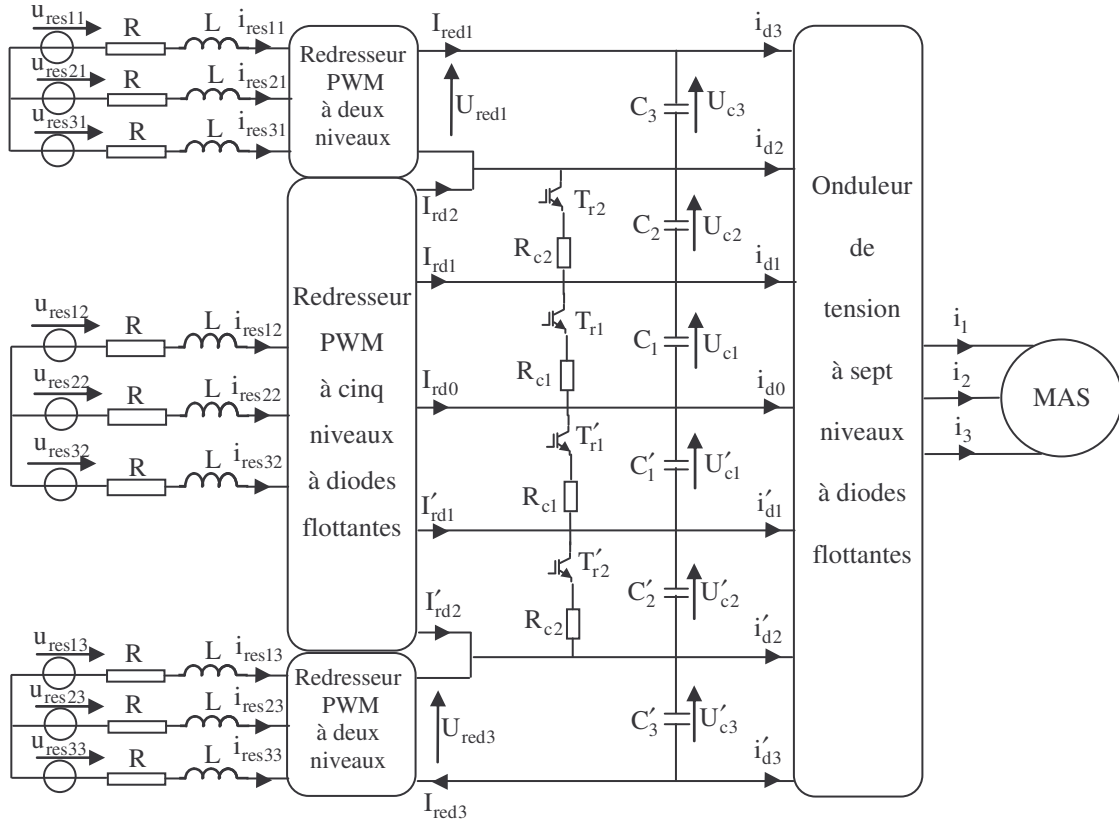 u_res11 R L i_res11
u_res21 R L i_res21
u_res31 R L i_res31
Redresseur
PWM
à deux
niveaux
I_red1
U_red1
I_rd2
i_d3
C_3 U_c3
i_d2
T_r2
R_c2
C_2 U_c2
I_rd1
i_d1
u_res12 R L i_res12
u_res22 R L i_res22
u_res32 R L i_res32
Redresseur
PWM
à cinq
niveaux
à diodes
flottantes
T_r1
R_c1
C_1 U_c1
I_rd0
i_d0
T′_r1
R_c1
C′_1 U′_c1
I′_rd1
i′_d1
T′_r2
R_c2
C′_2 U′_c2
I′_rd2
i′_d2
u_res13 R L i_res13
u_res23 R L i_res23
u_res33 R L i_res33
Redresseur
PWM
à deux
niveaux
U_red3
I_red3
C′_3 U′_c3
i′_d3
Onduleur
de
tension
à sept
niveaux
à diodes
flottantes
i_1
i_2
i_3
MAS